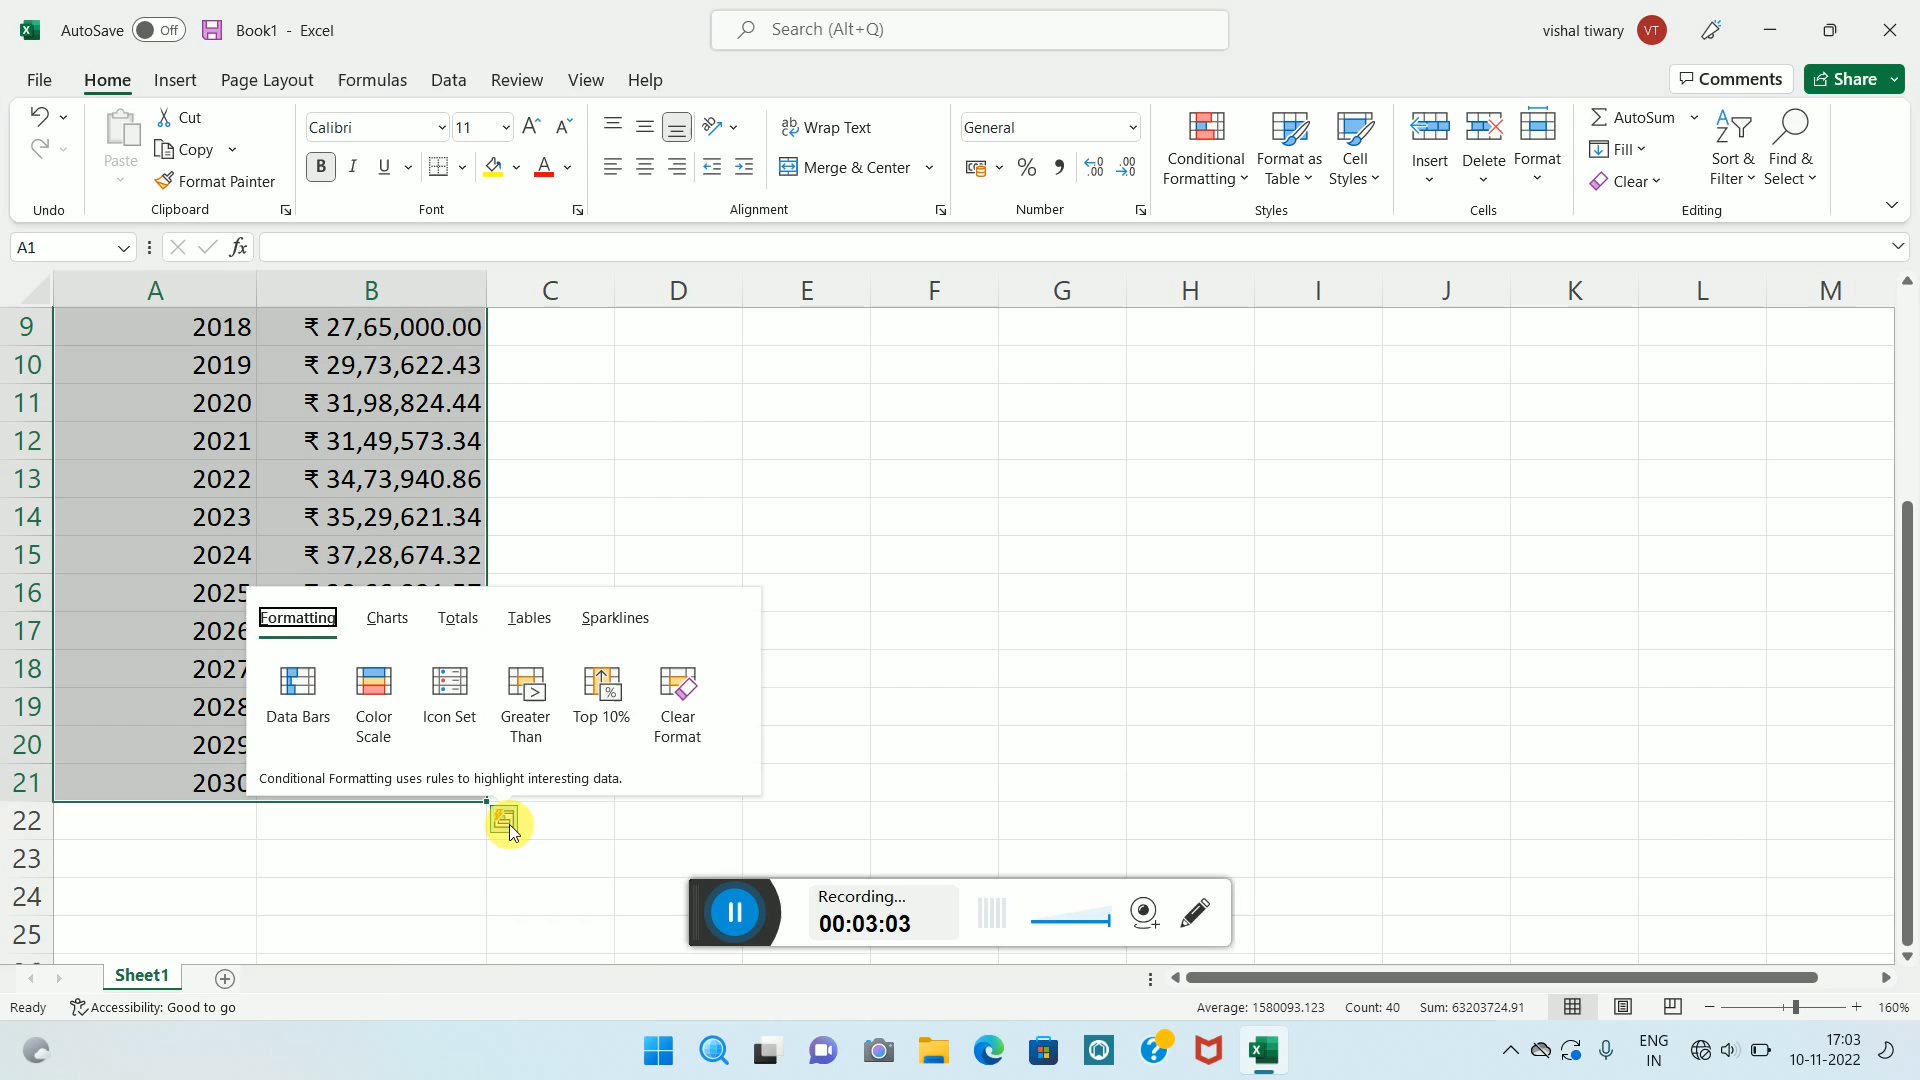 AutoSave Off Book1 - Excel Search (Alt+Q) vishal tiwary VT
File Home Insert Page Layout Formulas Data Review View Help Comments Share
Cut Calibri 11 Wrap Text General AutoSum
Paste Copy Conditional Formatting Format as Table Cell Styles Insert Delete Format Fill Sort & Filter Find & Select
Format Painter B I U A Merge & Center % Clear
Undo Clipboard Font Alignment Number Styles Cells Editing
A1 fx
A B C D E F G H I J K L M
9 2018 ₹ 27,65,000.00
10 2019 ₹ 29,73,622.43
11 2020 ₹ 31,98,824.44
12 2021 ₹ 31,49,573.34
13 2022 ₹ 34,73,940.86
14 2023 ₹ 35,29,621.34
15 2024 ₹ 37,28,674.32
16 2025
17 2026
Formatting Charts Totals Tables Sparklines
18 2027
19 2028
Data Bars Color Scale Icon Set Greater Than Top 10% Clear Format
20 2029
21 2030
Conditional Formatting uses rules to highlight interesting data.
22
23
24
25
Recording...
00:03:03
Sheet1
Ready Accessibility: Good to go Average: 1580093.123 Count: 40 Sum: 63203724.91 160%
ENG IN 17:03
10-11-2022